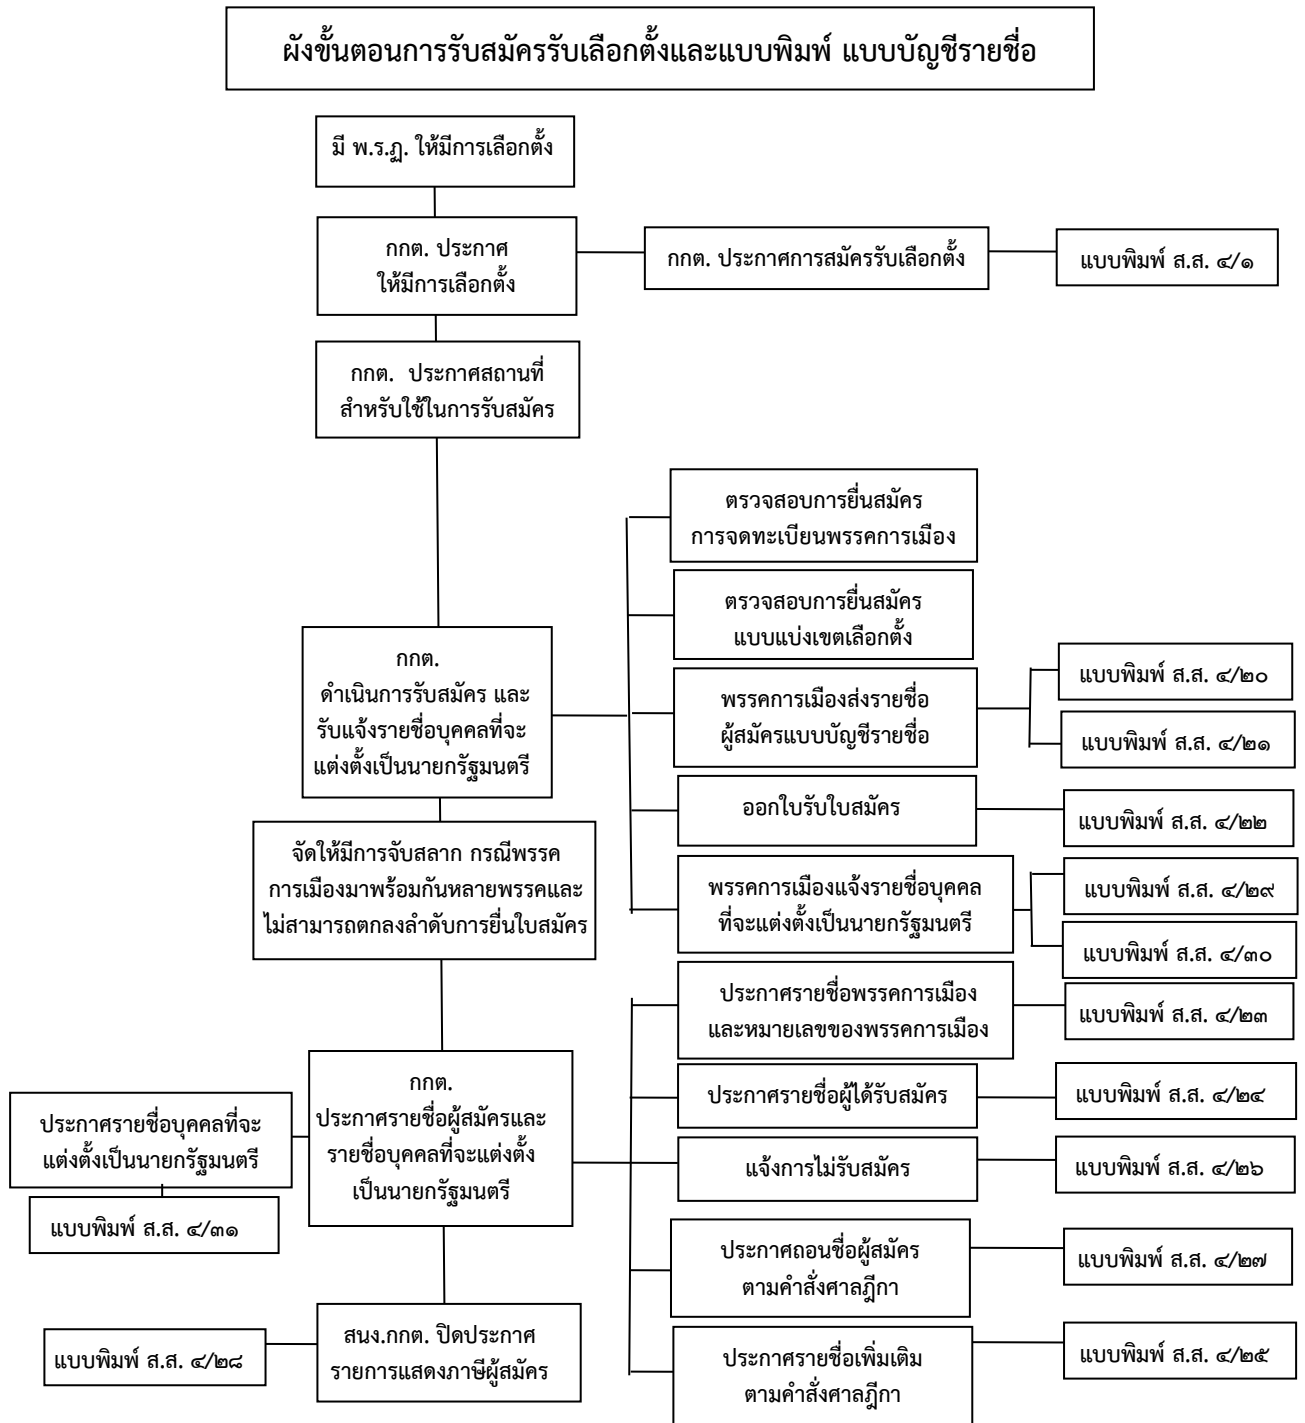 ผังขั้นตอนการรับสมัครรับเลือกตั้งและแบบพิมพ์ แบบบัญชีรายชื่อ
มี พ.ร.ฎ. ให้มีการเลือกตั้ง
กกต. ประกาศ
ให้มีการเลือกตั้ง
กกต. ประกาศการสมัครรับเลือกตั้ง
แบบพิมพ์ ส.ส. ๔/๑
กกต. ประกาศสถานที่
สำหรับใช้ในการรับสมัคร
ตรวจสอบการยื่นสมัคร
การจดทะเบียนพรรคการเมือง
ตรวจสอบการยื่นสมัคร
แบบแบ่งเขตเลือกตั้ง
กกต.
ดำเนินการรับสมัคร และ
รับแจ้งรายชื่อบุคคลที่จะ
แต่งตั้งเป็นนายกรัฐมนตรี
พรรคการเมืองส่งรายชื่อ
ผู้สมัครแบบบัญชีรายชื่อ
แบบพิมพ์ ส.ส. ๔/๒๐
แบบพิมพ์ ส.ส. ๔/๒๑
ออกใบรับใบสมัคร
แบบพิมพ์ ส.ส. ๔/๒๒
จัดให้มีการจับสลาก กรณีพรรค
การเมืองมาพร้อมกันหลายพรรคและ
ไม่สามารถตกลงลำดับการยื่นใบสมัคร
พรรคการเมืองแจ้งรายชื่อบุคคล
ที่จะแต่งตั้งเป็นนายกรัฐมนตรี
แบบพิมพ์ ส.ส. ๔/๒๙
แบบพิมพ์ ส.ส. ๔/๓๐
ประกาศรายชื่อพรรคการเมือง
และหมายเลขของพรรคการเมือง
แบบพิมพ์ ส.ส. ๔/๒๓
กกต.
ประกาศรายชื่อผู้สมัครและ
รายชื่อบุคคลที่จะแต่งตั้ง
เป็นนายกรัฐมนตรี
ประกาศรายชื่อบุคคลที่จะ
แต่งตั้งเป็นนายกรัฐมนตรี
แบบพิมพ์ ส.ส. ๔/๓๑
ประกาศรายชื่อผู้ได้รับสมัคร
แบบพิมพ์ ส.ส. ๔/๒๔
แจ้งการไม่รับสมัคร
แบบพิมพ์ ส.ส. ๔/๒๖
ประกาศถอนชื่อผู้สมัคร
ตามคำสั่งศาลฎีกา
แบบพิมพ์ ส.ส. ๔/๒๗
สนง.กกต. ปิดประกาศ
รายการแสดงภาษีผู้สมัคร
แบบพิมพ์ ส.ส. ๔/๒๘
ประกาศรายชื่อเพิ่มเติม
ตามคำสั่งศาลฎีกา
แบบพิมพ์ ส.ส. ๔/๒๕